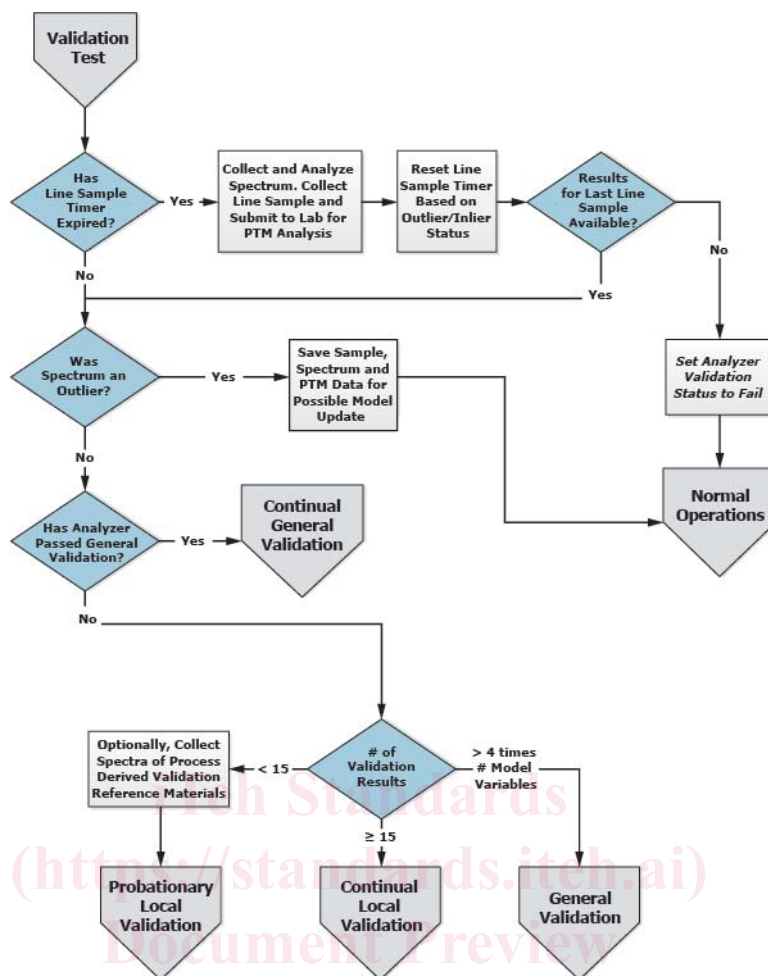 Validation
Test
Has
Line Sample
Timer
Expired?
Yes
Collect and Analyze
Spectrum. Collect
Line Sample and
Submit to Lab for
PTM Analysis
Reset Line
Sample Timer
Based on
Outlier/Inlier
Status
Results
for Last Line
Sample
Available?
No
No
Yes
Was
Spectrum an
Outlier?
Yes
Save Sample,
Spectrum and
PTM Data for
Possible Model
Update
Set Analyzer
Validation
Status to Fail
No
Has Analyzer
Passed General
Validation?
Yes
Continual
General
Validation
Normal
Operations
No
Optionally, Collect
Spectra of Process
Derived Validation
Reference Materials
< 15
# of
Validation
Results
> 4 times
# Model
Variables
≥ 15
Probationary
Local
Validation
Continual
Local
Validation
General
Validation
iTeh Standards
(https://standards.iteh.ai)
Document Preview